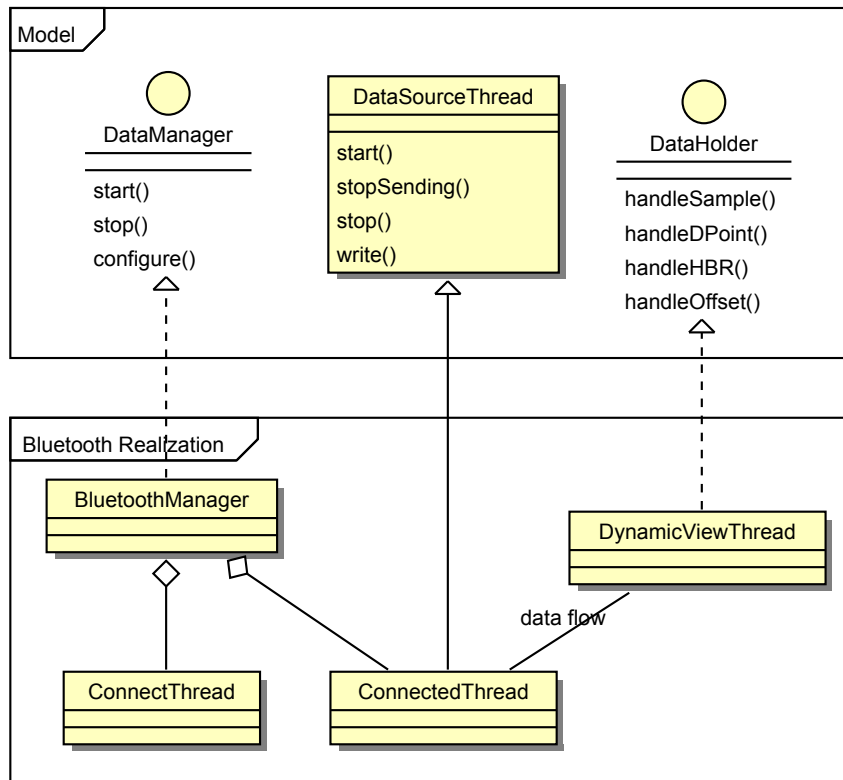 Model
DataManager
start()
stop()
configure()
DataSourceThread
start()
stopSending()
stop()
write()
DataHolder
handleSample()
handleDPoint()
handleHBR()
handleOffset()
Bluetooth Realization
BluetoothManager
DynamicViewThread
data flow
ConnectThread
ConnectedThread